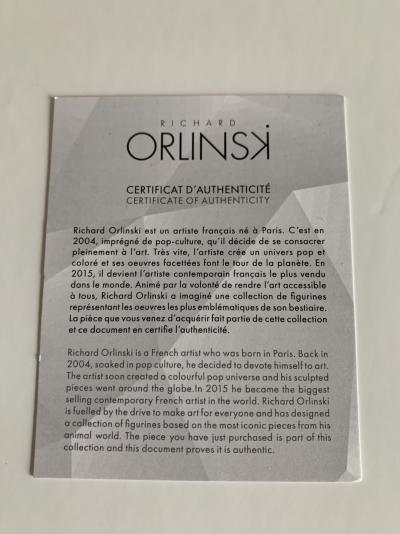 RICHARD
ORLINSKI
CERTIFICAT D'AUTHENTICITÉ
CERTIFICATE OF AUTHENTICITY
Richard Orlinski est un artiste français né à Paris. C'est en
2004, imprégné de pop-culture, qu'il décide de se consacrer
pleinement à l'art. Très vite, l'artiste crée un univers pop et
coloré et ses oeuvres facettées font le tour de la planète. En
2015, il devient l'artiste contemporain français le plus vendu
dans le monde. Animé par la volonté de rendre l'art accessible
à tous, Richard Orlinski a imaginé une collection de figurines
représentant les oeuvres les plus emblématiques de son bestiaire.
La pièce que vous venez d'acquérir fait partie de cette collection
et ce document en certifie l'authenticité.
Richard Orlinski is a French artist who was born in Paris. Back in
2004, soaked in pop culture, he decided to devote himself to art.
The artist soon created a colourful pop universe and his sculpted
pieces went around the globe.In 2015 he became the biggest
selling contemporary French artist in the world. Richard Orlinski
is fuelled by the drive to make art for everyone and has designed
a collection of figurines based on the most iconic pieces from his
animal world. The piece you have just purchased is part of this
collection and this document proves it is authentic.